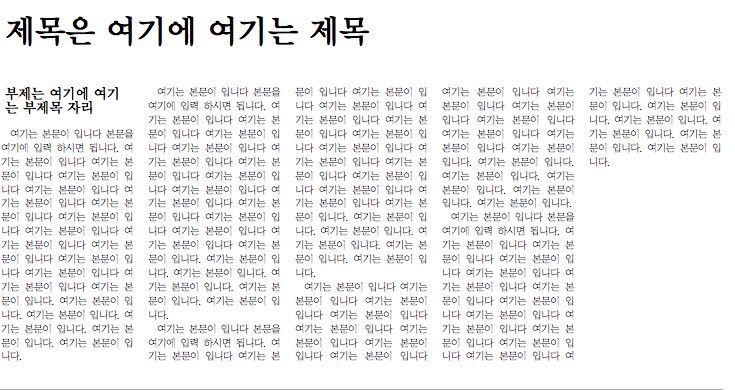 제목은 여기에 여기는 제목
부제는 여기에 여기
는 부제목 자리
여기는 본문이 입니다 본문을
여기에 입력 하시면 됩니다. 여
기는 본문이 입니다 여기는 본
문이 입니다 여기는 본문이 입
니다 여기는 본문이 입니다 여
기는 본문이 입니다 여기는 본
문이 입니다 여기는 본문이 입
니다 여기는 본문이 입니다 여
기는 본문이 입니다 여기는 본
문이 입니다 여기는 본문이 입
니다 여기는 본문이 입니다. 여
기는 본문이 입니다. 여기는 본
문이 입니다. 여기는 본문이 입
니다. 여기는 본문이 입니다. 여
기는 본문이 입니다. 여기는 본
문이 입니다. 여기는 본문이 입
니다.
여기는 본문이 입니다 본문을
여기에 입력 하시면 됩니다. 여
기는 본문이 입니다 여기는 본
문이 입니다 여기는 본문이 입
니다 여기는 본문이 입니다 여
기는 본문이 입니다 여기는 본
문이 입니다 여기는 본문이 입
니다 여기는 본문이 입니다 여
기는 본문이 입니다 여기는 본
문이 입니다 여기는 본문이 입
니다 여기는 본문이 입니다. 여
기는 본문이 입니다. 여기는 본
문이 입니다. 여기는 본문이 입
니다. 여기는 본문이 입니다. 여
기는 본문이 입니다. 여기는 본
문이 입니다. 여기는 본문이 입
니다.
여기는 본문이 입니다 본문을
여기에 입력 하시면 됩니다. 여
기는 본문이 입니다 여기는 본
문이 입니다 여기는 본문이 입
니다 여기는 본문이 입니다 여
기는 본문이 입니다 여기는 본
문이 입니다 여기는 본문이 입
니다 여기는 본문이 입니다 여
기는 본문이 입니다 여기는 본
문이 입니다 여기는 본문이 입
니다 여기는 본문이 입니다. 여
기는 본문이 입니다. 여기는 본
문이 입니다. 여기는 본문이 입
니다. 여기는 본문이 입니다. 여
기는 본문이 입니다. 여기는 본
문이 입니다. 여기는 본문이 입
니다.
여기는 본문이 입니다 여기는
본문이 입니다 여기는 본문이
입니다 여기는 본문이 입니다
여기는 본문이 입니다 여기는
본문이 입니다 여기는 본문이
입니다 여기는 본문이 입니다
여기는 본문이 입니다 여기는
본문이 입니다 여기는 본문이
입니다 여기는 본문이 입니다
여기는 본문이 입니다 여기는
본문이 입니다 여기는 본문이
입니다. 여기는 본문이 입니다.
여기는 본문이 입니다. 여기는
본문이 입니다. 여기는 본문이
입니다. 여기는 본문이 입니다.
여기는 본문이 입니다 본문을
여기에 입력 하시면 됩니다. 여
기는 본문이 입니다 여기는 본
문이 입니다 여기는 본문이 입
니다 여기는 본문이 입니다 여
기는 본문이 입니다 여기는 본
문이 입니다 여기는 본문이 입
니다 여기는 본문이 입니다 여
기는 본문이 입니다 여기는 본
문이 입니다 여기는 본문이 입
니다 여기는 본문이 입니다 여
기는 본문이 입니다 여기는 본
문이 입니다. 여기는 본문이 입
니다. 여기는 본문이 입니다. 여
기는 본문이 입니다. 여기는 본
문이 입니다. 여기는 본문이 입
니다.